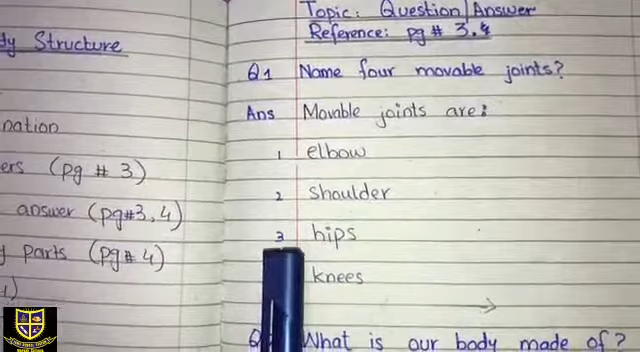 dy Structure
nation
ers (pg # 3)
answer (pg#3,4)
y parts (pg# 4)
Topic: Question/Answer
Reference: pg # 3.4
Q1 Name four movable joints?
Ans Movable joints are:
1 elbow
2 Shoulder
3 hips
knees
Q What is our body made of?